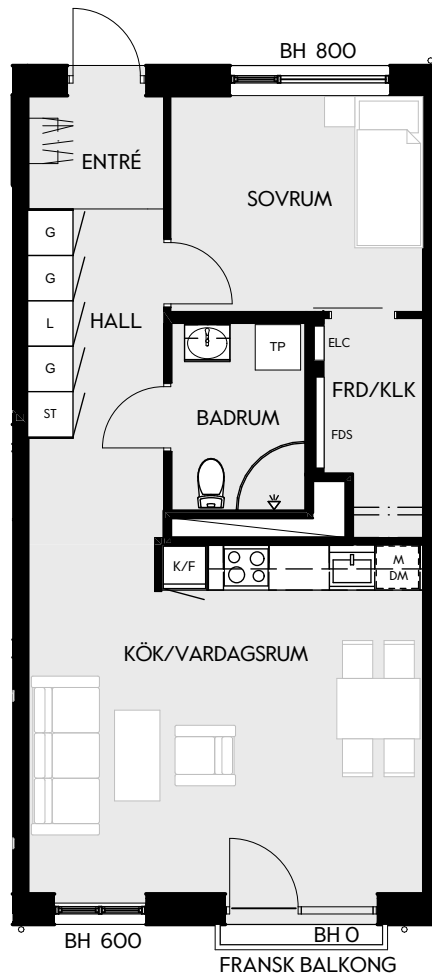 BH 800
ENTRÉ
SOVRUM
G
G
HALL
L
G
ST
TP
ELC
FRD/KLK
BADRUM
FDS
K/F
M
DM
KÖK/VARDAGSRUM
BH 600
BH 0
FRANSK BALKONG